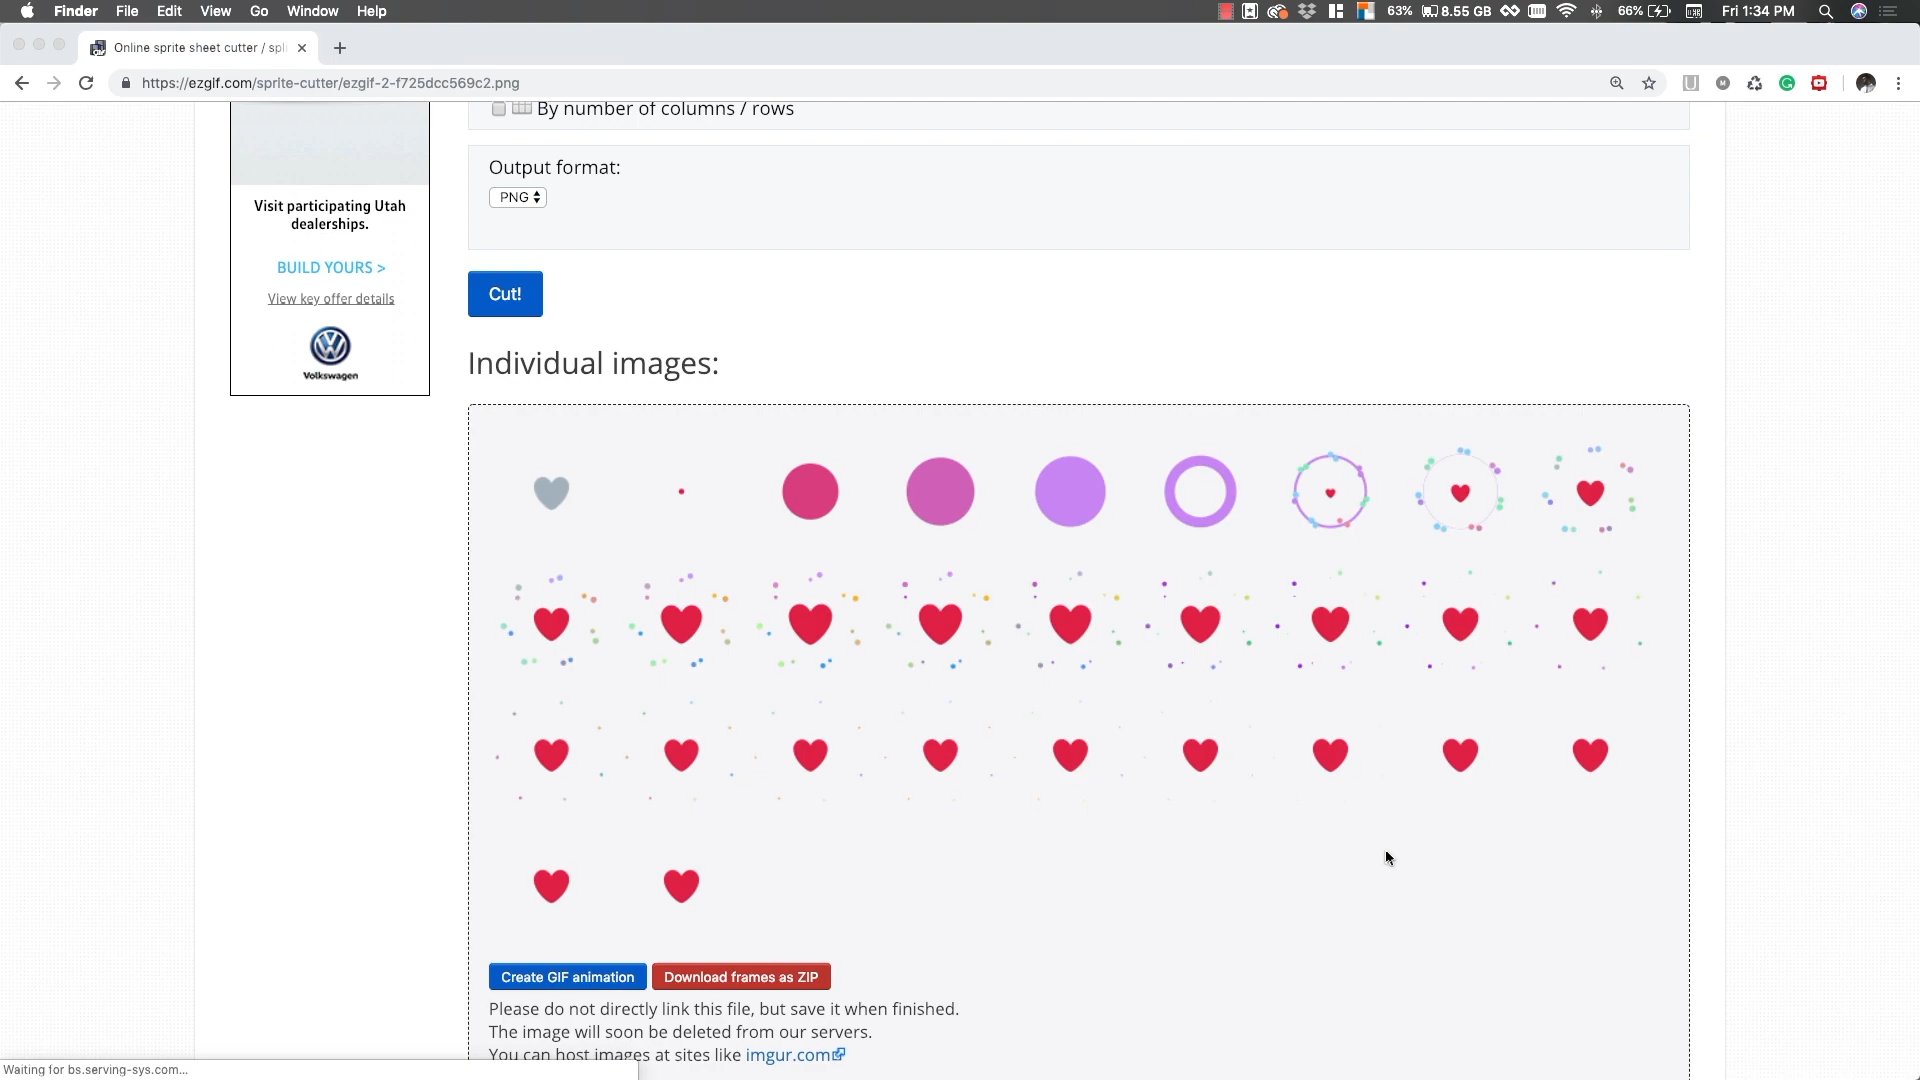 Finder File Edit View Go Window Help
63% 8.55 GB 66% Fri 1:34 PM
Online sprite sheet cutter / spli
https://ezgif.com/sprite-cutter/ezgif-2-f725dcc569c2.png
By number of columns / rows
Output format:
PNG
Visit participating Utah
dealerships.
BUILD YOURS >
View key offer details
Volkswagen
Cut!
Individual images:
Create GIF animation Download frames as ZIP
Please do not directly link this file, but save it when finished.
The image will soon be deleted from our servers.
You can host images at sites like imgur.com
Waiting for bs.serving-sys.com...